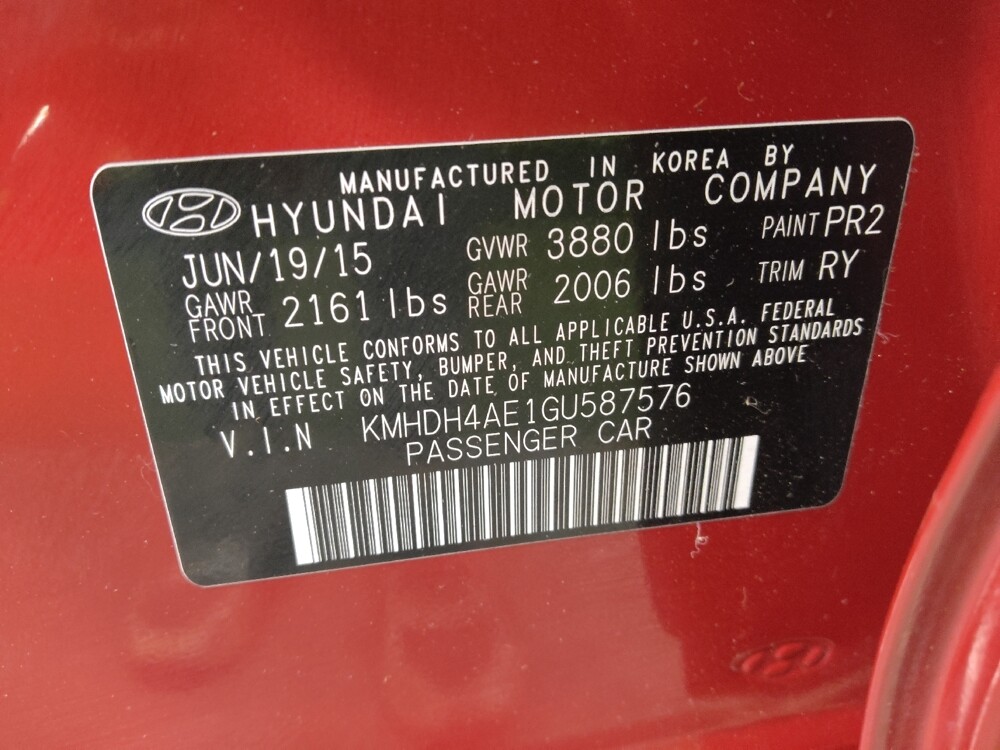 MANUFACTURED IN KOREA BY
HYUNDAI MOTOR COMPANY
JUN/19/15 GVWR 3880 lbs PAINT PR2
GAWR FRONT 2161 lbs GAWR REAR 2006 lbs TRIM RY
THIS VEHICLE CONFORMS TO ALL APPLICABLE U.S.A. FEDERAL
MOTOR VEHICLE SAFETY, BUMPER, AND THEFT PREVENTION STANDARDS
IN EFFECT ON THE DATE OF MANUFACTURE SHOWN ABOVE
V.I.N KMHDH4AE1GU587576
PASSENGER CAR